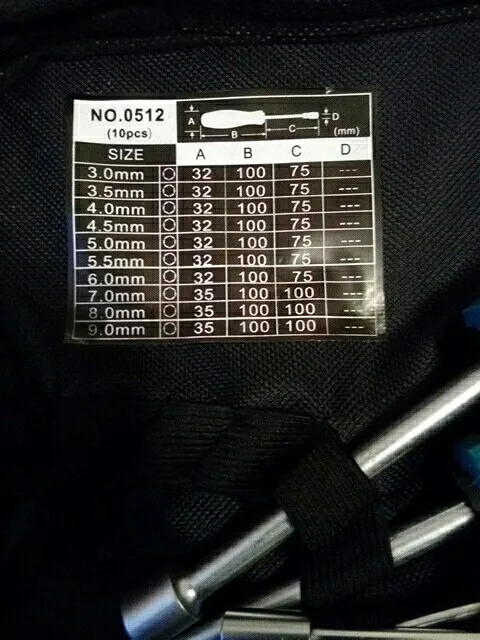 NO.0512
(10pcs)
A B C D
(mm)
SIZE A B C D
3.0mm 32 100 75 ---
3.5mm 32 100 75 ---
4.0mm 32 100 75 ---
4.5mm 32 100 75 ---
5.0mm 32 100 75 ---
5.5mm 32 100 75 ---
6.0mm 32 100 75 ---
7.0mm 35 100 100 ---
8.0mm 35 100 100 ---
9.0mm 35 100 100 ---